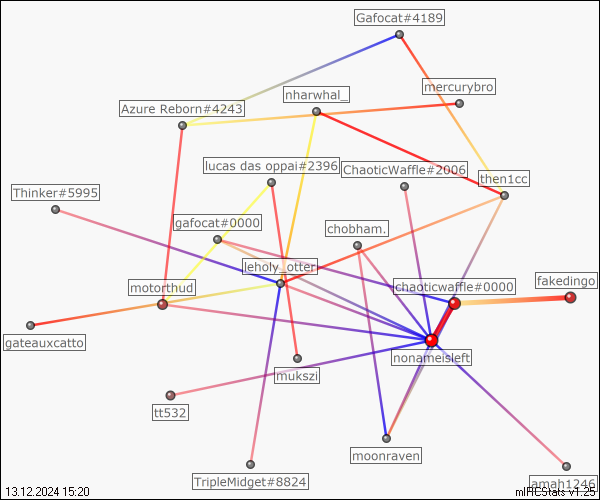 Gafocat#4189
mercurybro
nharwhal_
Azure Reborn#4243
lucas das oppai#2396
ChaoticWaffle#2006
then1cc
Thinker#5995
gafocat#0000
chobham.
leholy_otter
motorthud
chaoticwaffle#0000
fakedingo
gateauxcatto
nonameisleft
mukszi
tt532
moonraven
TripleMidget#8824
amah1246
13.12.2024 15:20
mIRCStats v1.25